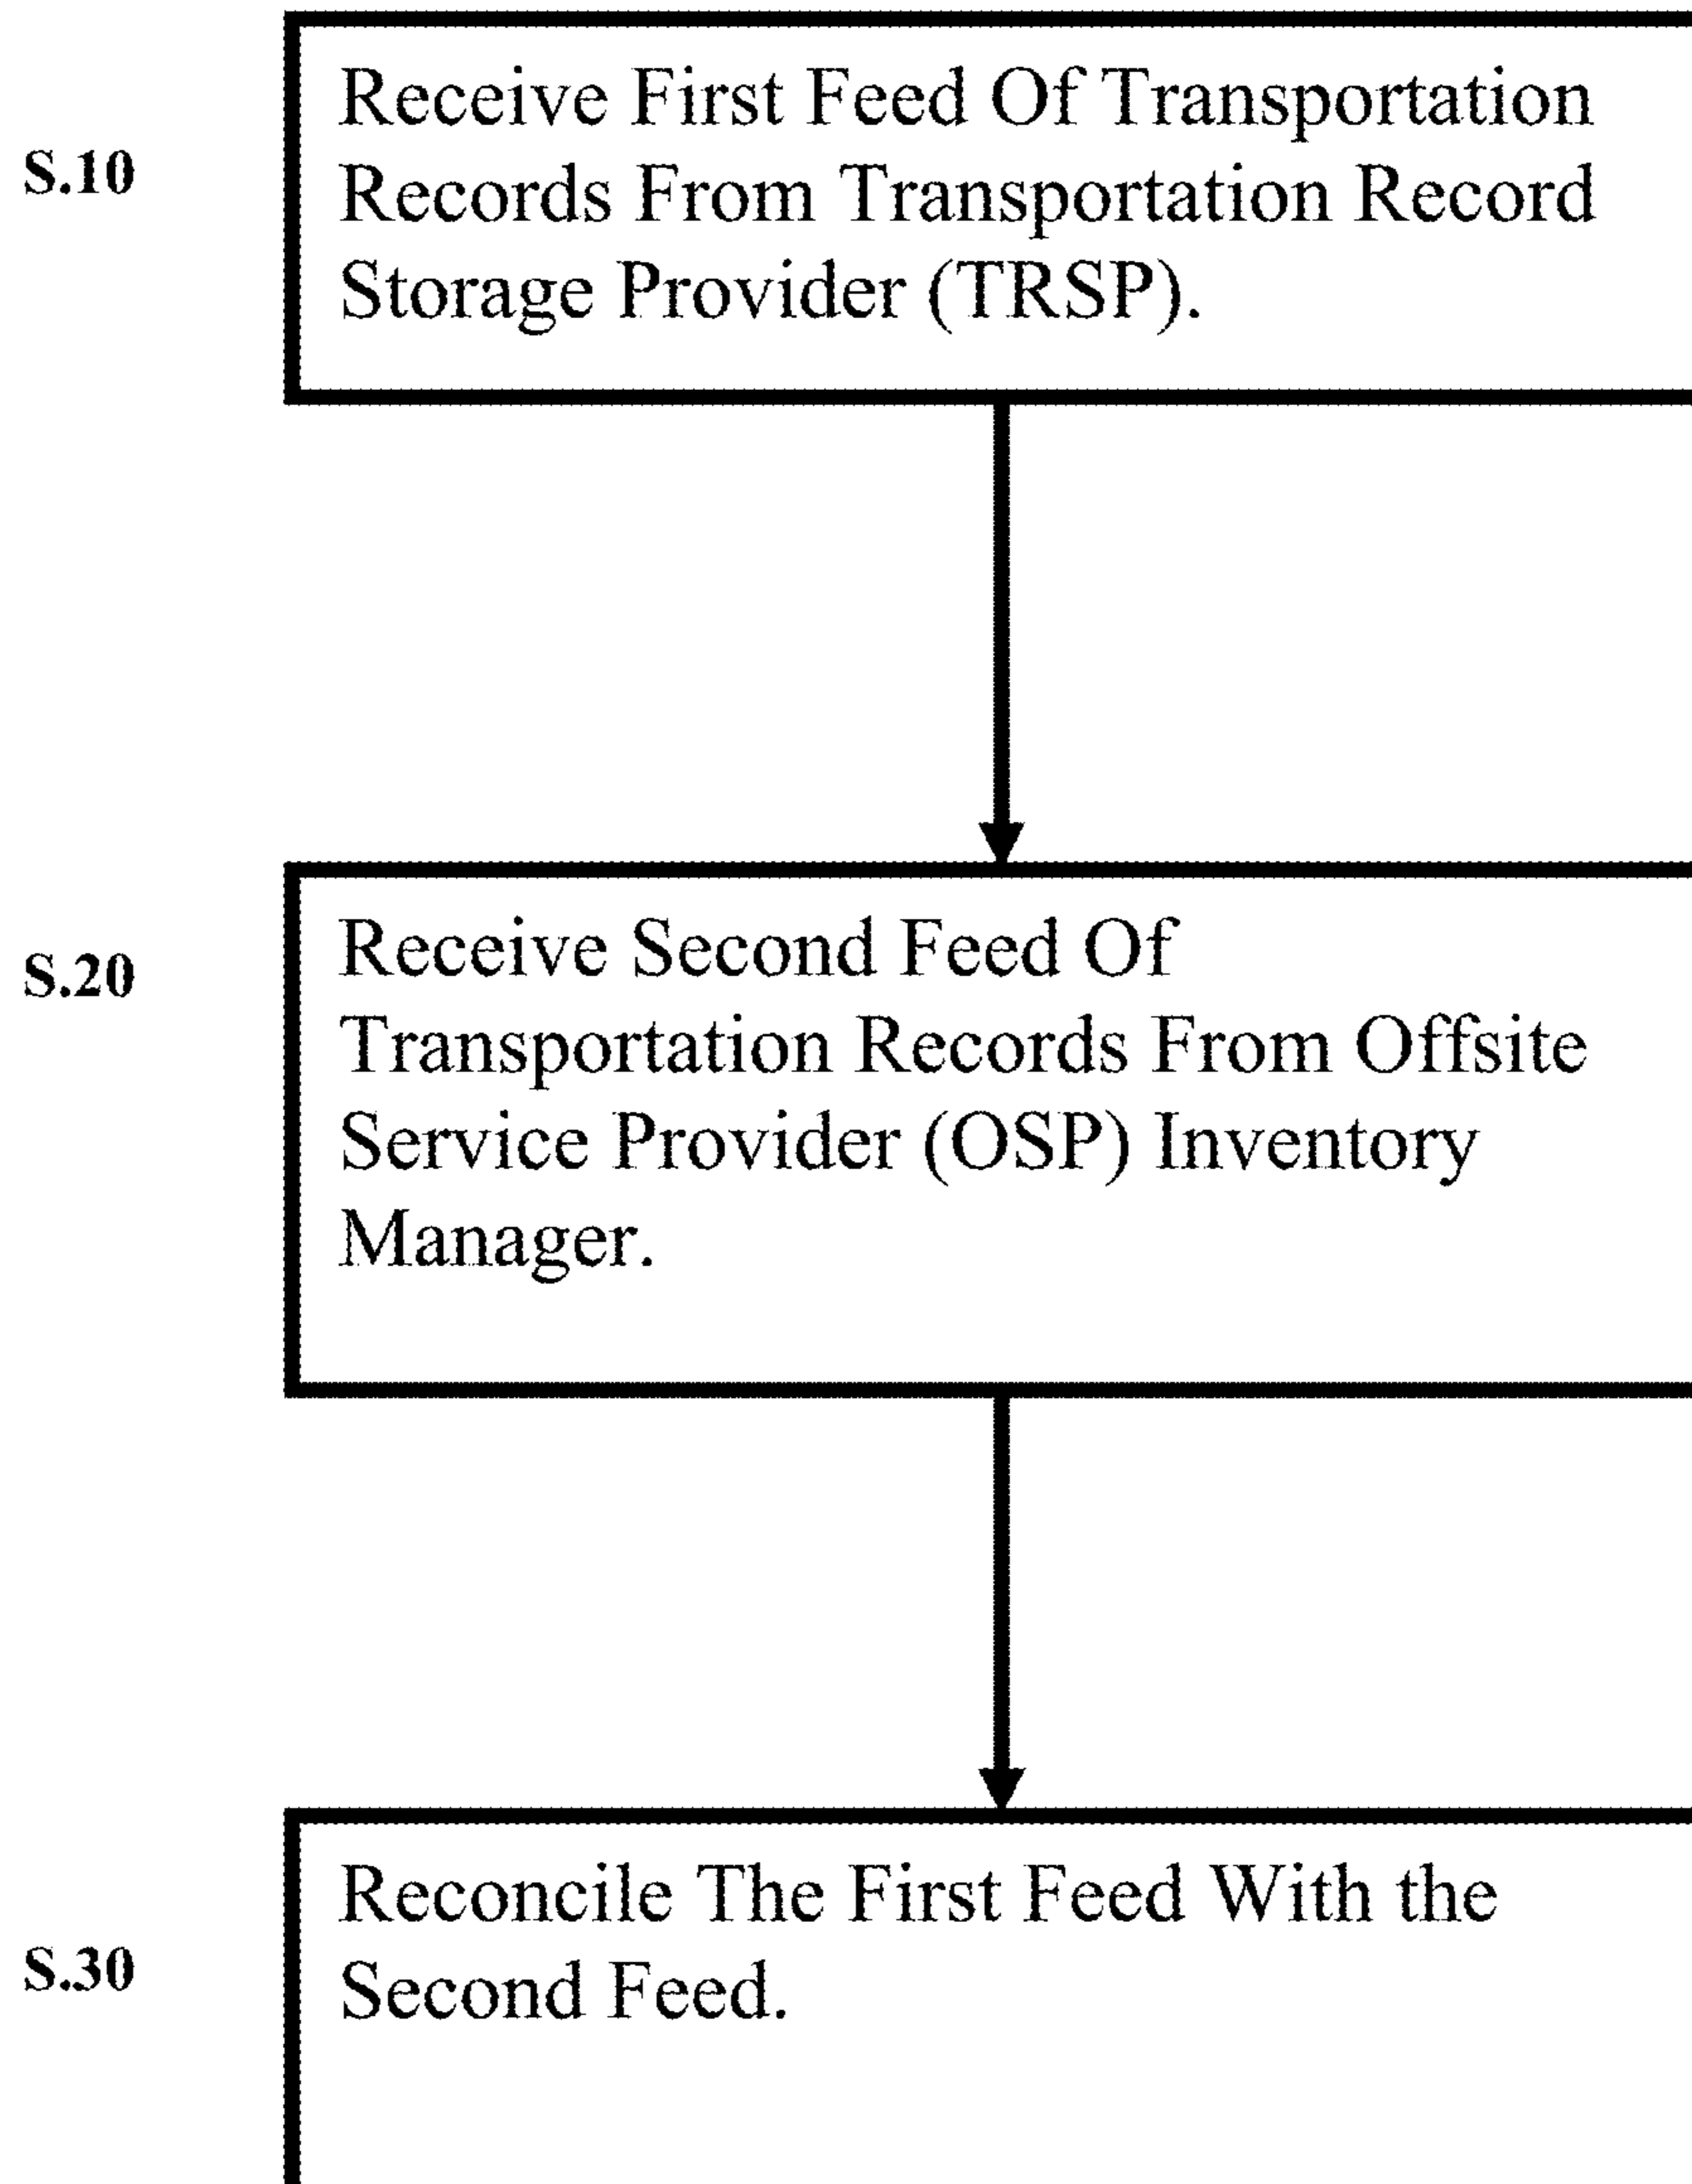 S.10
Receive First Feed Of Transportation
Records From Transportation Record
Storage Provider (TRSP).
S.20
Receive Second Feed Of
Transportation Records From Offsite
Service Provider (OSP) Inventory
Manager.
S.30
Reconcile The First Feed With the
Second Feed.